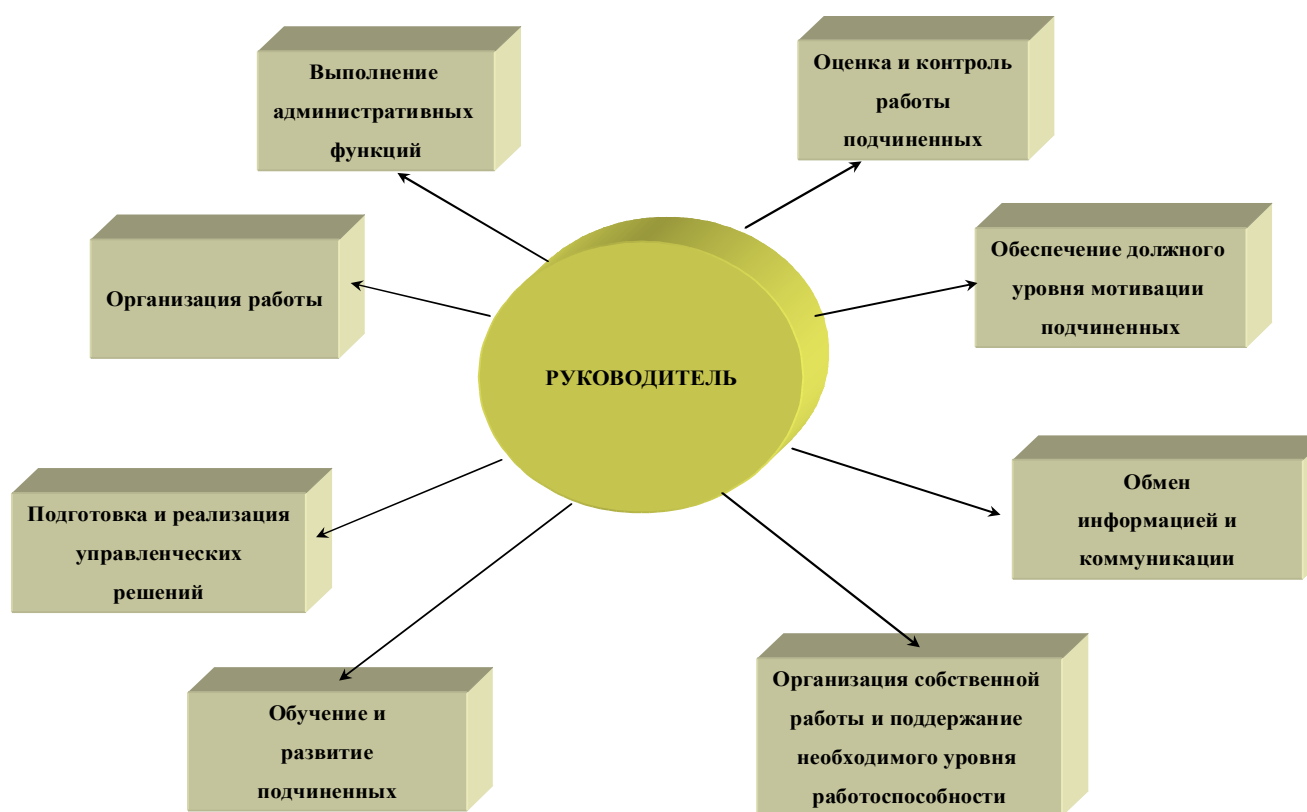 Выполнение
административных
функций
Оценка и контроль
работы
подчиненных
Организация работы
Обеспечение должного
уровня мотивации
подчиненных
РУКОВОДИТЕЛЬ
Подготовка и реализация
управленческих
решений
Обмен
информацией и
коммуникации
Обучение и
развитие
подчиненных
Организация собственной
работы и поддержание
необходимого уровня
работоспособности